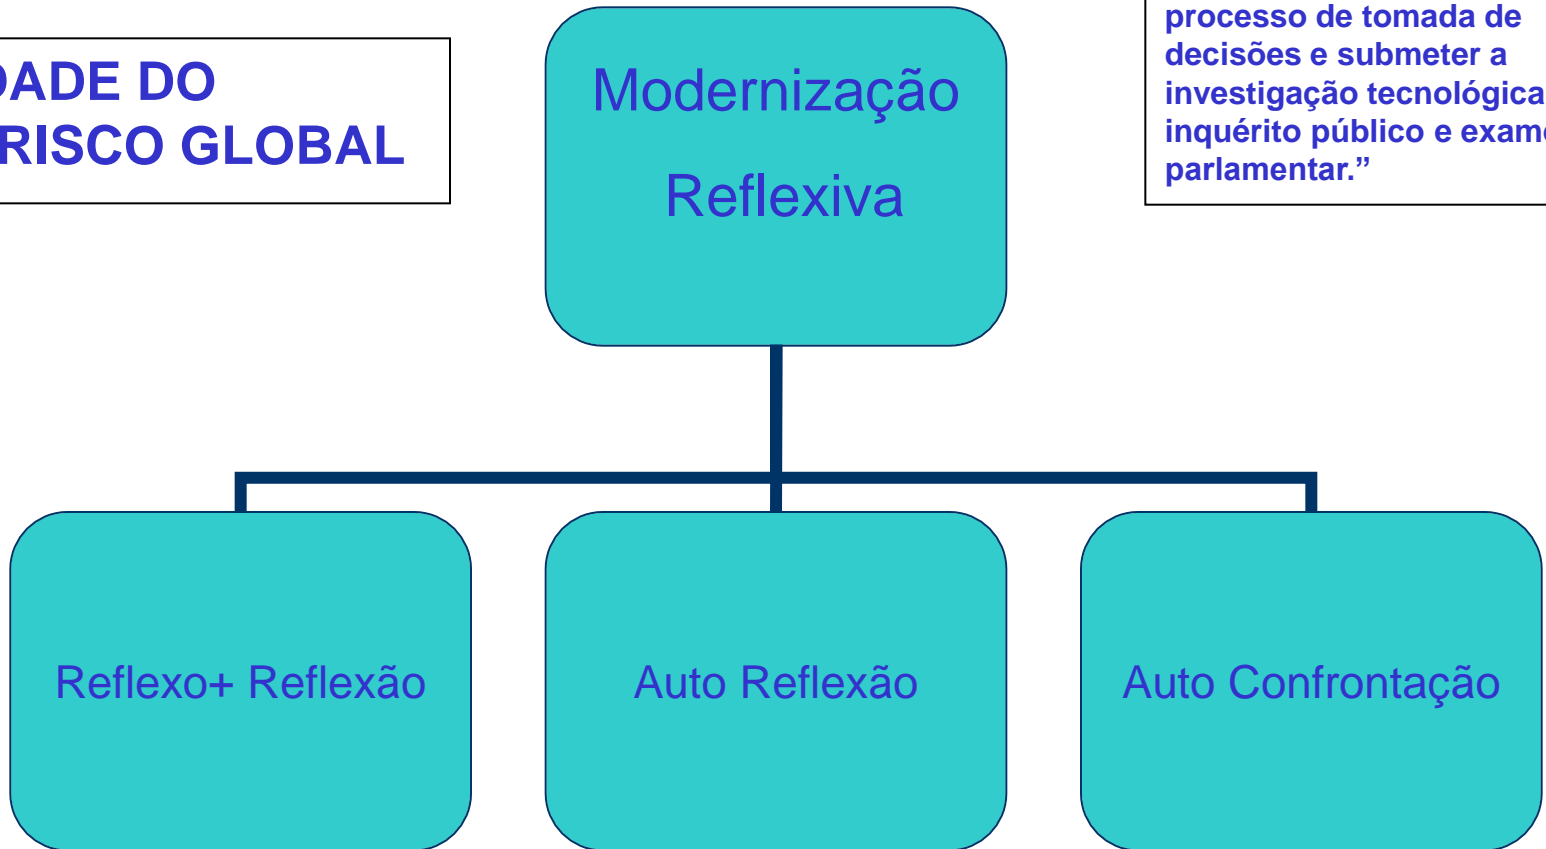 DADE DO
RISCO GLOBAL
Modernização
Reflexiva
processo de tomada de
decisões e submeter a
investigação tecnológica
inquérito público e exame
parlamentar.”
Reflexo+ Reflexão
Auto Reflexão
Auto Confrontação